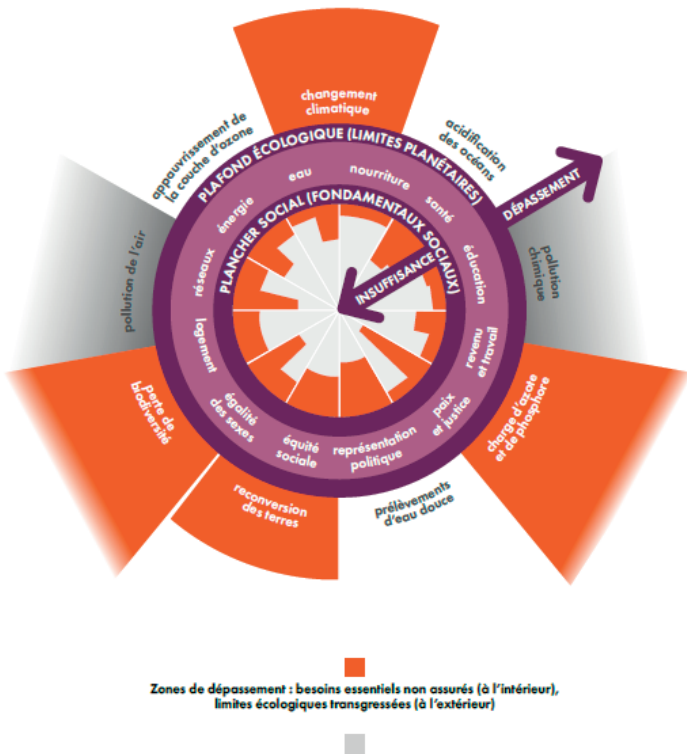 changement
climatique
appauvrissement de
la couche d'ozone
acidification
des océans
PLAFOND ÉCOLOGIQUE (LIMITES PLANÉTAIRES)
DÉPASSEMENT
eau
nourriture
énergie
santé
PLANCHER SOCIAL (FONDAMENTAUX SOCIAUX)
INSUFFISANCE
réseaux
éducation
pollution de l'air
pollution
chimique
logement
revenu
et travail
perte de
biodiversité
égalité
des sexes
paix
et justice
charge d'azote
et de phosphore
équité
sociale
représentation
politique
reconversion
des terres
prélèvements
d'eau douce
Zones de dépassement : besoins essentiels non assurés (à l'intérieur),
limites écologiques transgressées (à l'extérieur)